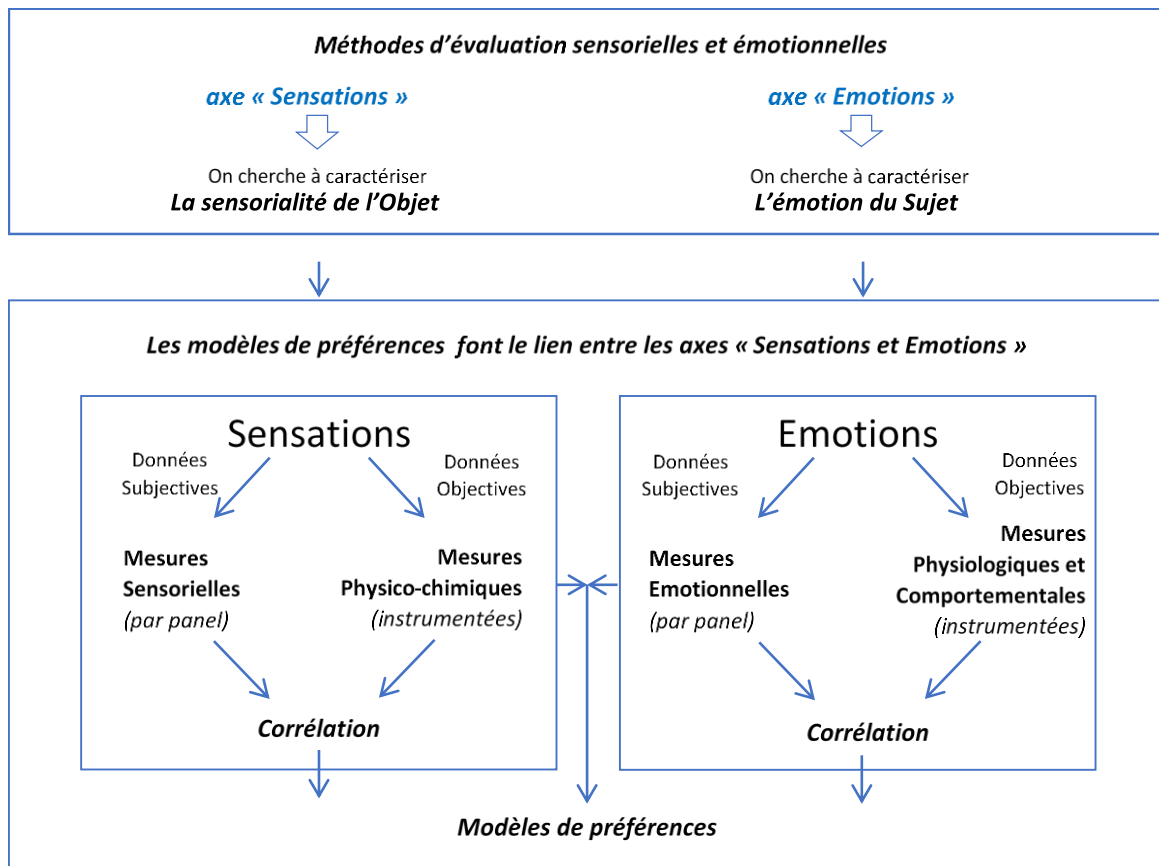 Méthodes d’évaluation sensorielles et émotionnelles
axe « Sensations »
axe « Emotions »
On cherche à caractériser
La sensorialité de l’Objet
On cherche à caractériser
L’émotion du Sujet
Les modèles de préférences font le lien entre les axes « Sensations et Emotions »
Sensations
Données
Subjectives
Données
Objectives
Mesures
Sensorielles
(par panel)
Mesures
Physico-chimiques
(instrumentées)
Corrélation
Emotions
Données
Subjectives
Données
Objectives
Mesures
Emotionnelles
(par panel)
Mesures
Physiologiques et
Comportementales
(instrumentées)
Corrélation
Modèles de préférences